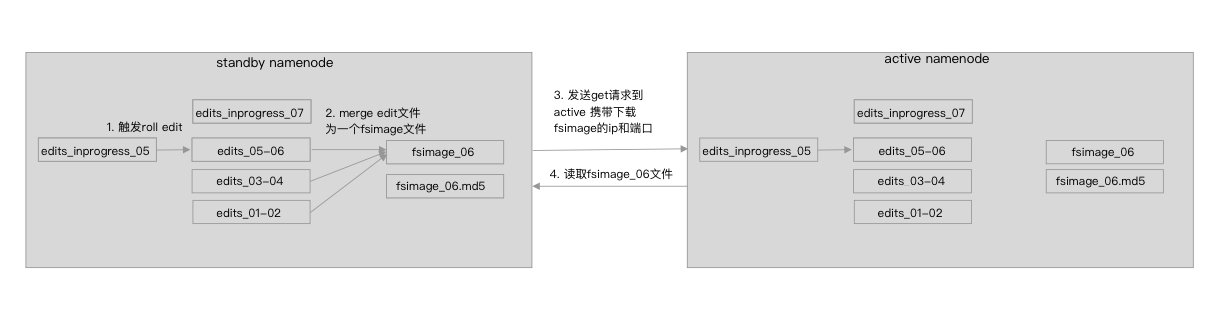 standby namenode
edits_inprogress_07
1. 触发roll edit
edits_inprogress_05
edits_05-06
edits_03-04
edits_01-02
2. merge edit文件
为一个fsimage文件
fsimage_06
fsimage_06.md5
3. 发送get请求到
active 携带下载
fsimage的ip和端口
4. 读取fsimage_06文件
active namenode
edits_inprogress_07
edits_inprogress_05
edits_05-06
edits_03-04
edits_01-02
fsimage_06
fsimage_06.md5